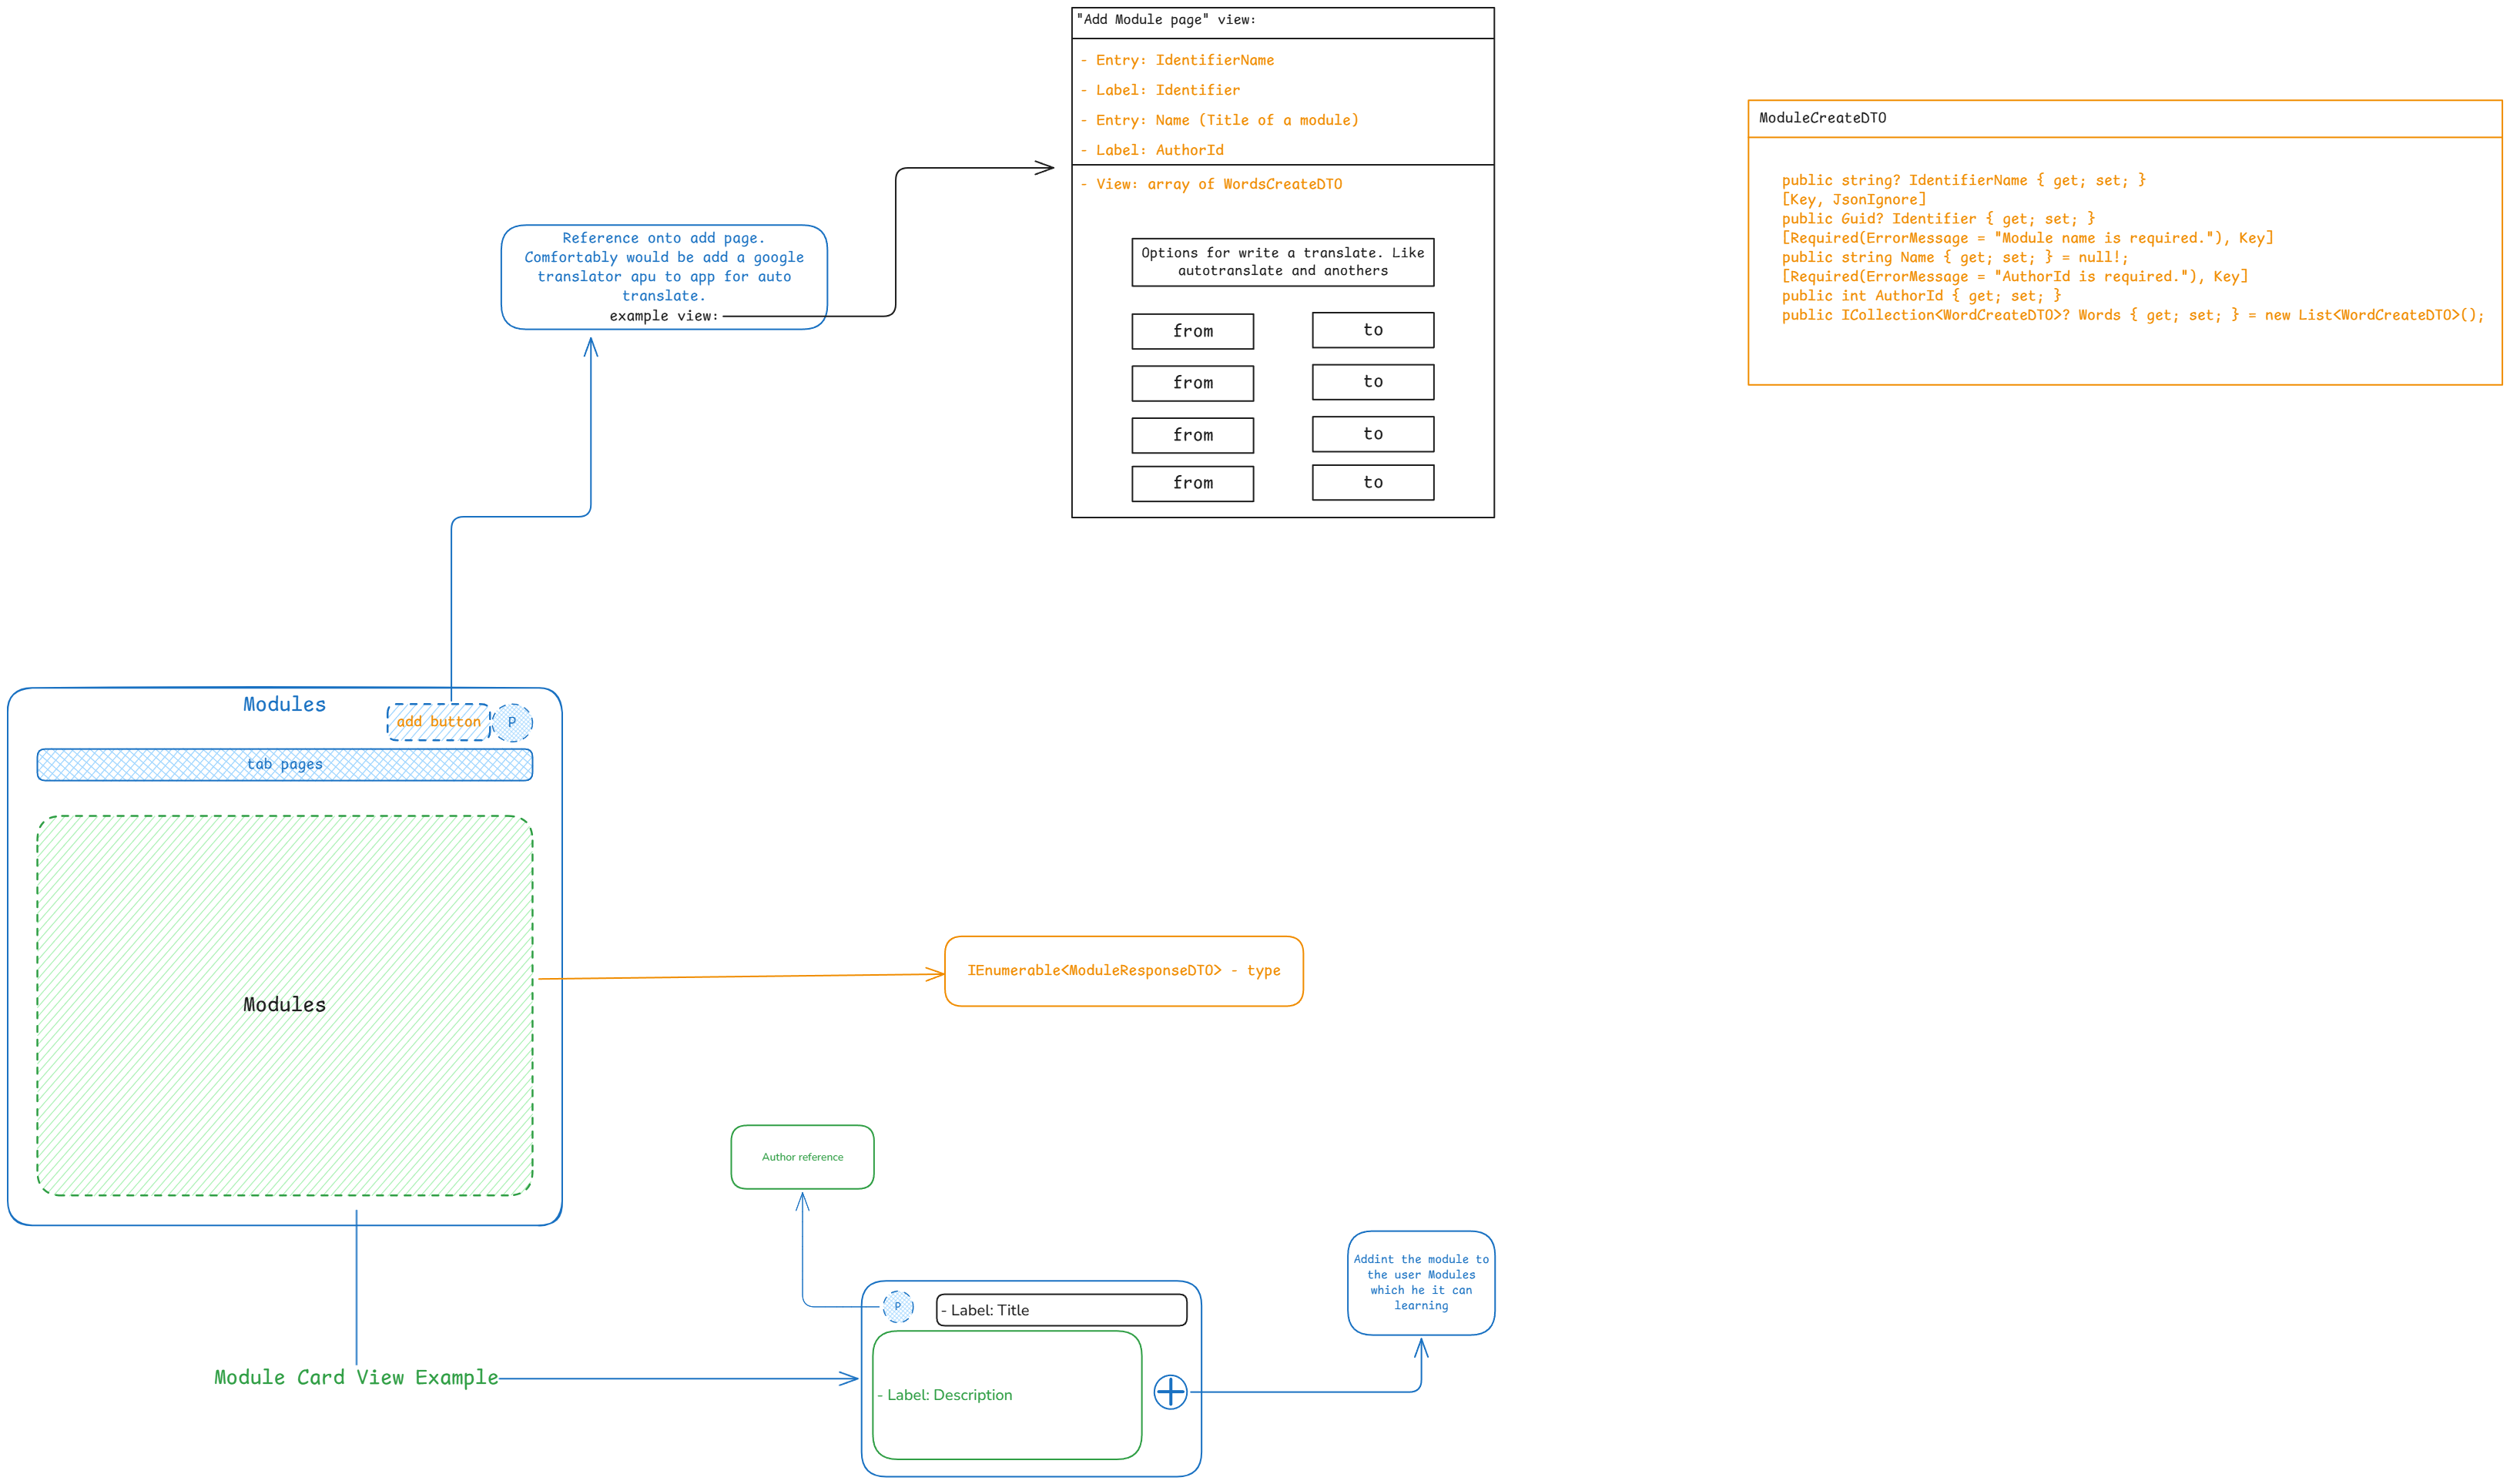 "Add Module page" view:
- Entry: IdentifierName
- Label: Identifier
- Entry: Name (Title of a module)
- Label: AuthorId
- View: array of WordsCreateDTO
Options for write a translate. Like
autotranslate and anothers
from
to
from
to
from
to
from
to
ModuleCreateDTO
public string? IdentifierName { get; set; }
[Key, JsonIgnore]
public Guid? Identifier { get; set; }
[Required(ErrorMessage = "Module name is required."), Key]
public string Name { get; set; } = null!;
[Required(ErrorMessage = "AuthorId is required."), Key]
public int AuthorId { get; set; }
public ICollection<WordCreateDTO>? Words { get; set; } = new List<WordCreateDTO>();
Reference onto add page.
Comfortably would be add a google
translator apu to app for auto
translate.
example view:
Modules
add button
P
tab pages
Modules
IEnumerable<ModuleResponseDTO> - type
Author reference
Module Card View Example
P
- Label: Title
- Label: Description
Addint the module to
the user Modules
which he it can
learning